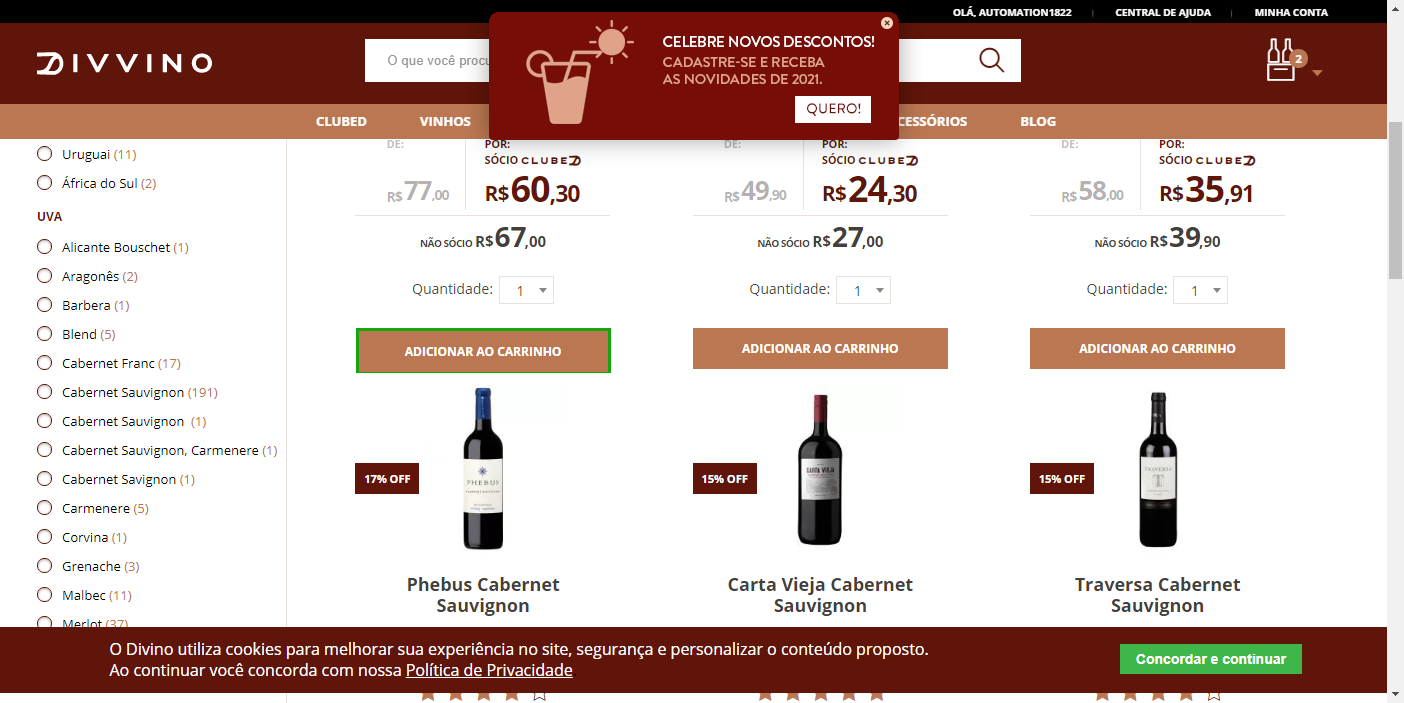 OLÁ, AUTOMATION1822
CENTRAL DE AJUDA
MINHA CONTA
DIVVINO
O que você procu
CELEBRE NOVOS DESCONTOS!
CADASTRE-SE E RECEBA
AS NOVIDADES DE 2021.
QUERO!
2
CLUBED
VINHOS
CESSÓRIOS
BLOG
Uruguai (11)
África do Sul (2)
UVA
Alicante Bouschet (1)
Aragonês (2)
Barbera (1)
Blend (5)
Cabernet Franc (17)
Cabernet Sauvignon (191)
Cabernet Sauvignon (1)
Cabernet Sauvignon, Carmenere (1)
Cabernet Savignon (1)
Carmenere (5)
Corvina (1)
Grenache (3)
Malbec (11)
Merlot (37)
DE:
R$77,00
POR:
SÓCIO CLUBED
R$60,30
NÃO SÓCIO R$67,00
Quantidade: 1
ADICIONAR AO CARRINHO
DE:
R$49,90
POR:
SÓCIO CLUBED
R$24,30
NÃO SÓCIO R$27,00
Quantidade: 1
ADICIONAR AO CARRINHO
DE:
R$58,00
POR:
SÓCIO CLUBED
R$35,91
NÃO SÓCIO R$39,90
Quantidade: 1
ADICIONAR AO CARRINHO
17% OFF
PHEBUS
Phebus Cabernet
Sauvignon
15% OFF
CARTA VIEJA
Carta Vieja Cabernet
Sauvignon
15% OFF
TRAVERSA
T
Traversa Cabernet
Sauvignon
O Divino utiliza cookies para melhorar sua experiência no site, segurança e personalizar o conteúdo proposto.
Ao continuar você concorda com nossa Política de Privacidade
Concordar e continuar